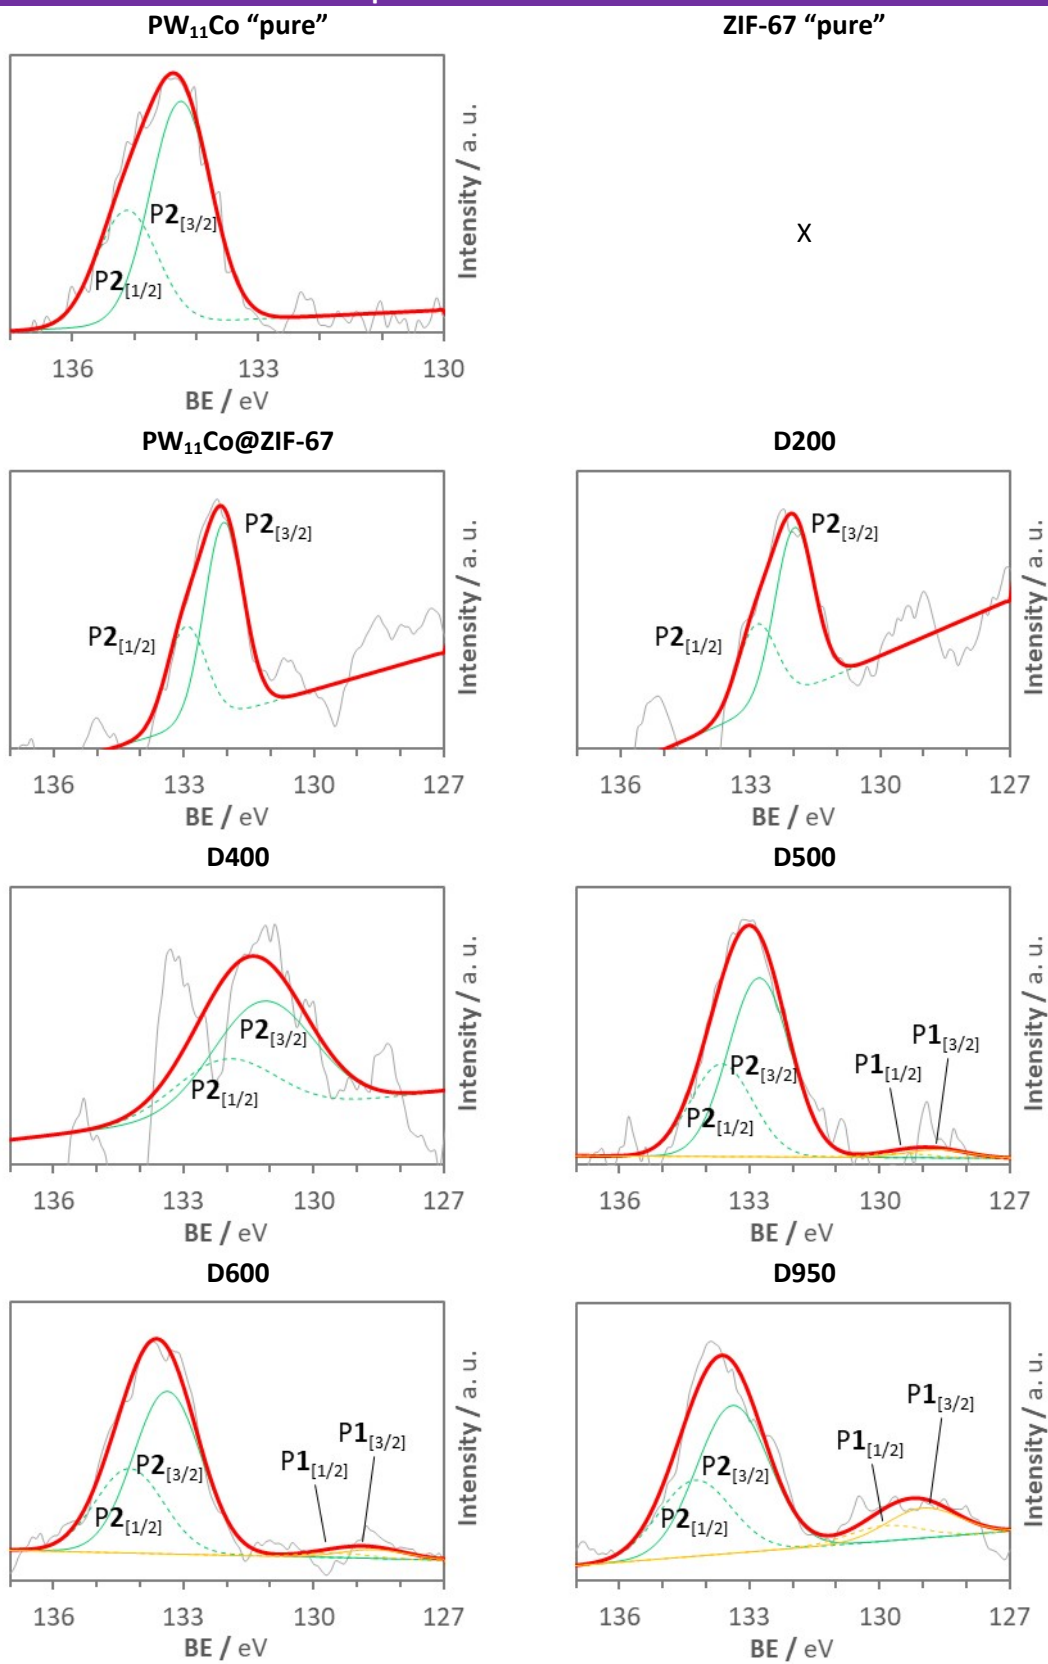 PW₁₁Co “pure”
ZIF-67 “pure”
P2[3/2]
P2[1/2]
Intensity / a. u.
136 133 130
BE / eV
X
Intensity / a. u.
PW₁₁Co@ZIF-67
D200
P2[3/2]
P2[1/2]
Intensity / a. u.
136 133 130 127
BE / eV
P2[3/2]
P2[1/2]
Intensity / a. u.
136 133 130 127
BE / eV
D400
D500
P2[3/2]
P2[1/2]
Intensity / a. u.
136 133 130 127
BE / eV
P1[3/2]
P1[1/2]
P2[3/2]
P2[1/2]
Intensity / a. u.
136 133 130 127
BE / eV
D600
D950
P1[3/2]
P1[1/2]
P2[3/2]
P2[1/2]
Intensity / a. u.
136 133 130 127
BE / eV
P1[3/2]
P1[1/2]
P2[3/2]
P2[1/2]
Intensity / a. u.
136 133 130 127
BE / eV